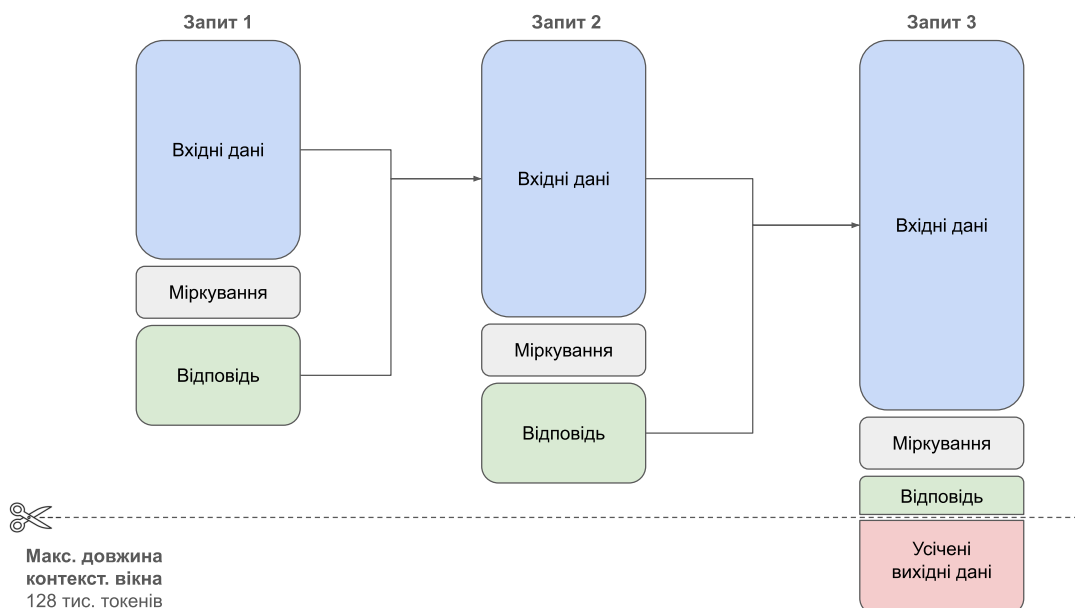 Запит 1
Запит 2
Запит 3
Вхідні дані
Вхідні дані
Вхідні дані
Міркування
Міркування
Відповідь
Відповідь
Міркування
Відповідь
Усічені
вихідні дані
Макс. довжина
контекст. вікна
128 тис. токенів